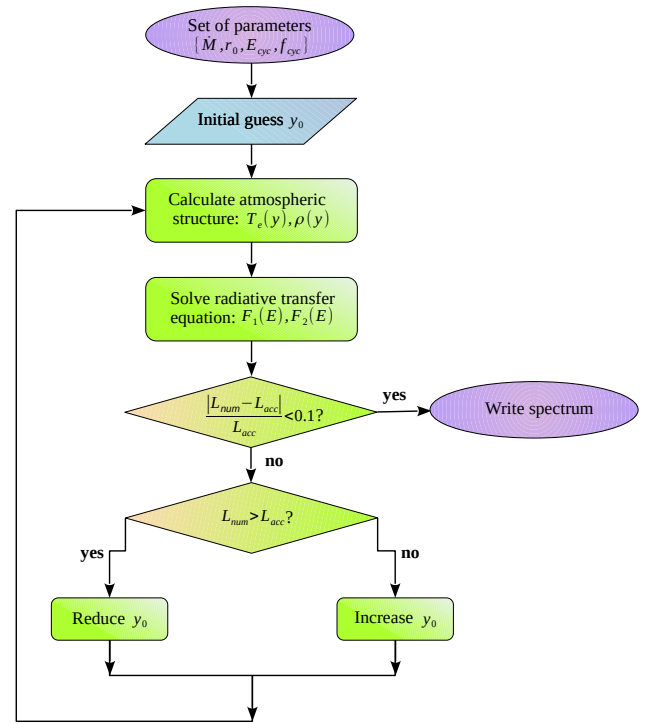 Set of parameters
{Ṁ, r₀, E_cyc, f_cyc}
Initial guess y₀
Calculate atmospheric
structure: T_e(y), ρ(y)
Solve radiative transfer
equation: F₁(E), F₂(E)
|L_num − L_acc|
L_acc
<0.1?
yes
Write spectrum
no
L_num > L_acc?
yes
no
Reduce y₀
Increase y₀